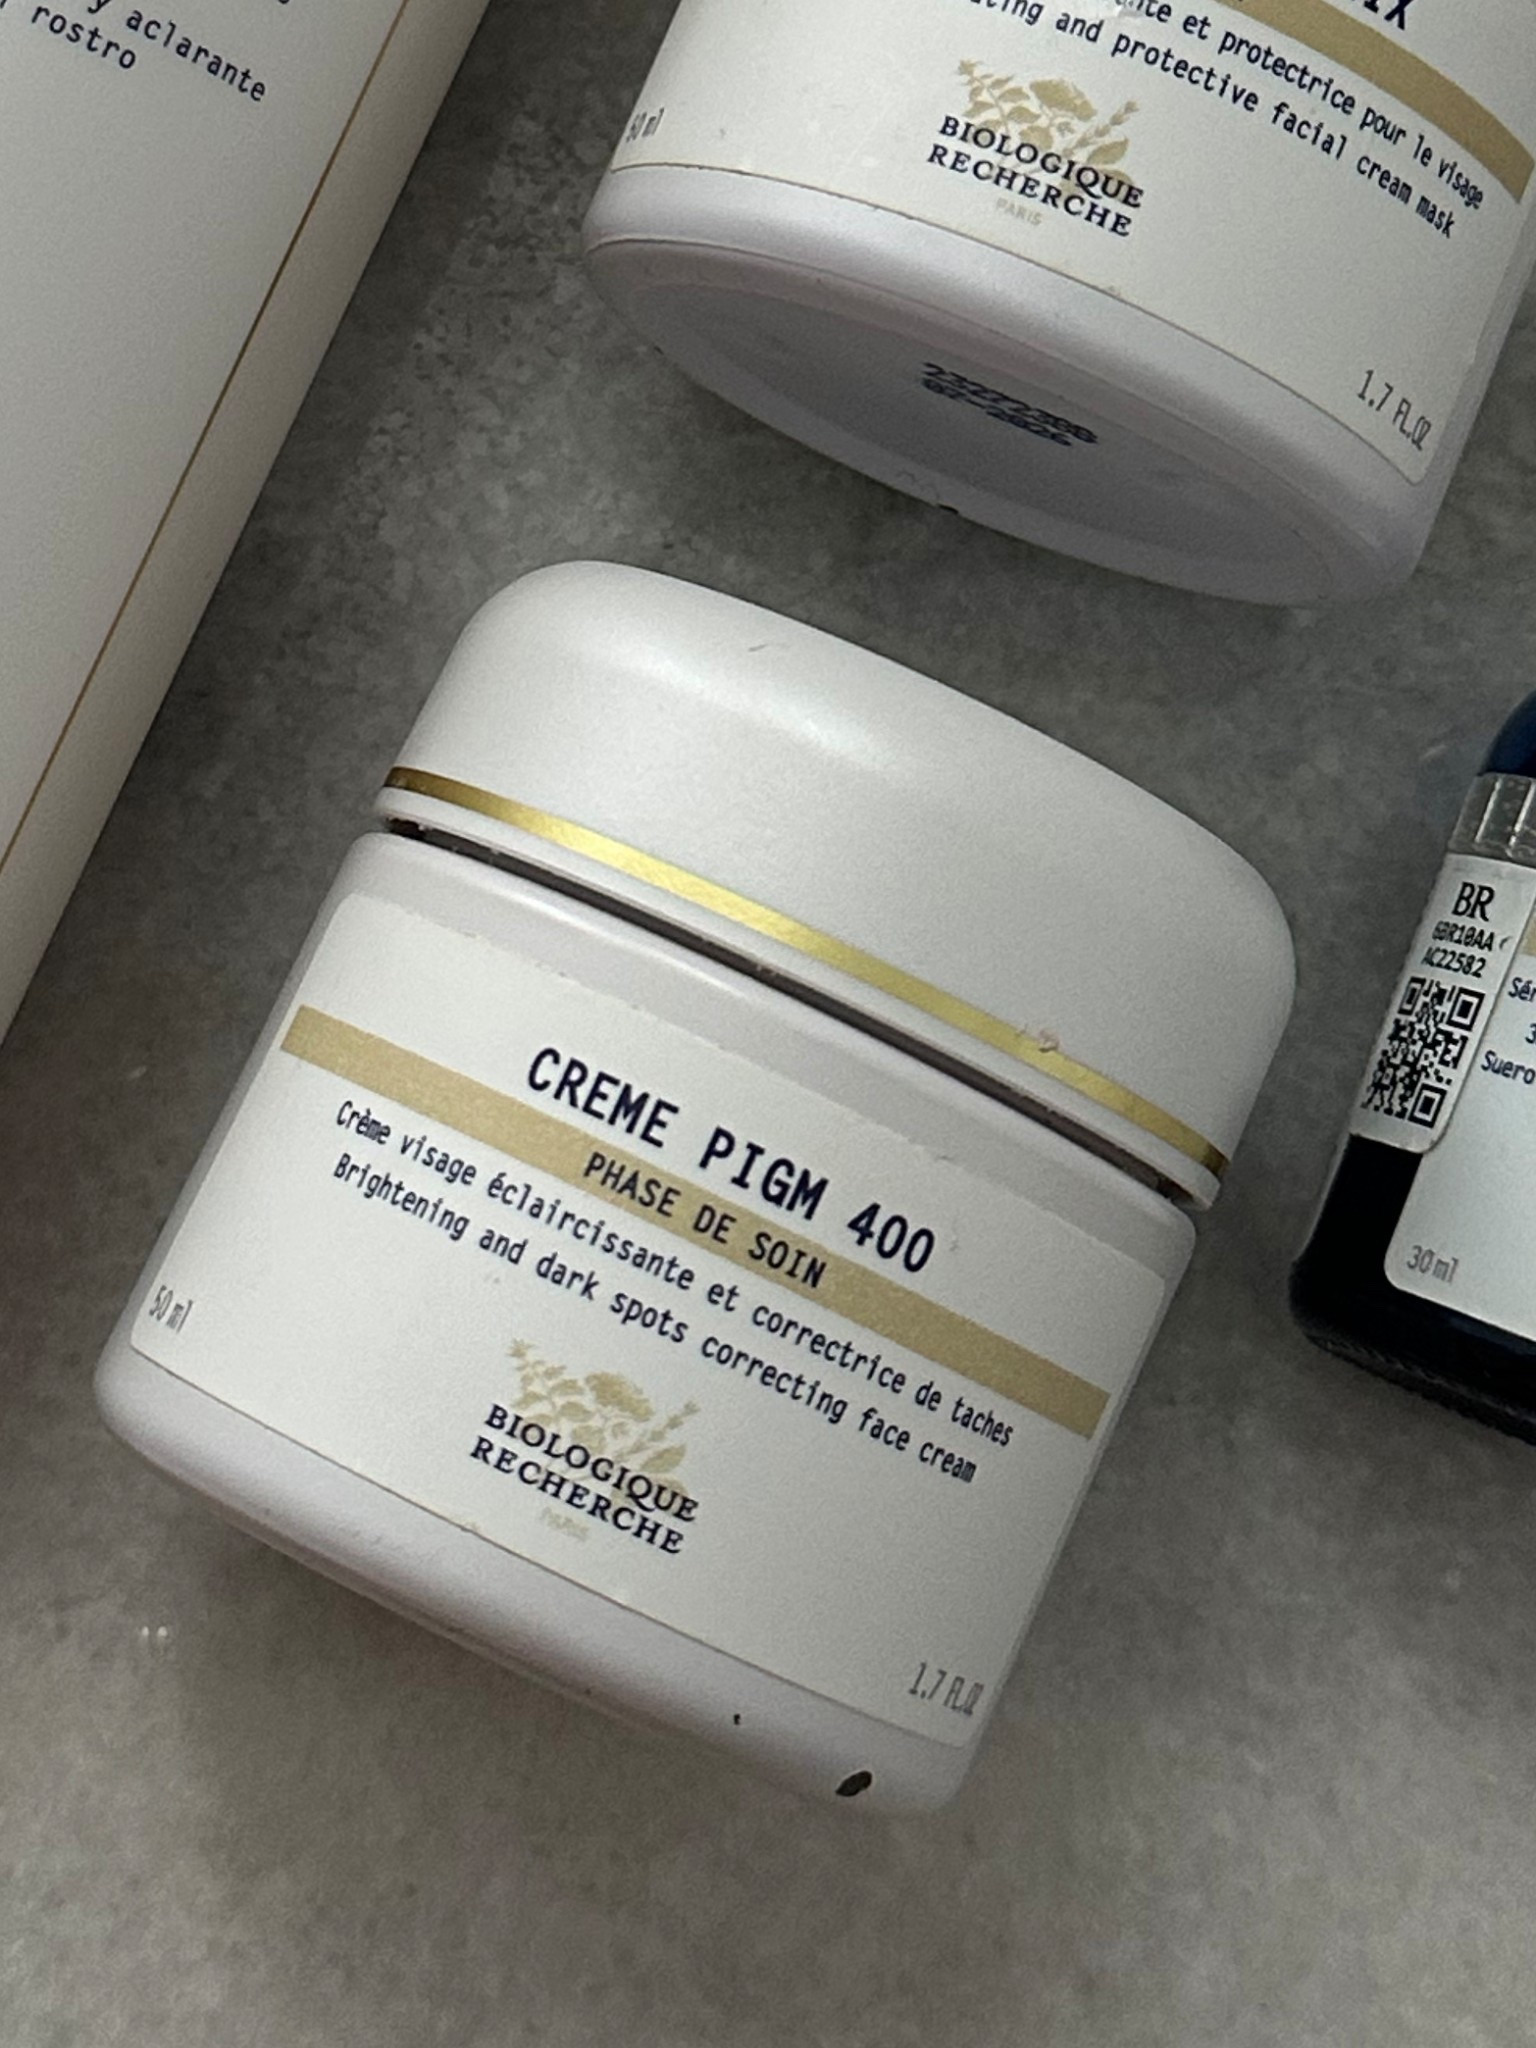 y aclarante
rostro
et protectrice pour le visage
and protective facial cream mask
BIOLOGIQUE
RECHERCHE
PARIS
50 ml
1.7 FL.OZ
CREME PIGM 400
PHASE DE SOIN
Crème visage éclaircissante et correctrice de taches
Brightening and dark spots correcting face cream
50 ml
BIOLOGIQUE
RECHERCHE
PARIS
1.7 FL.OZ
BR
6BR10AA
AC22582
Suero
30 ml